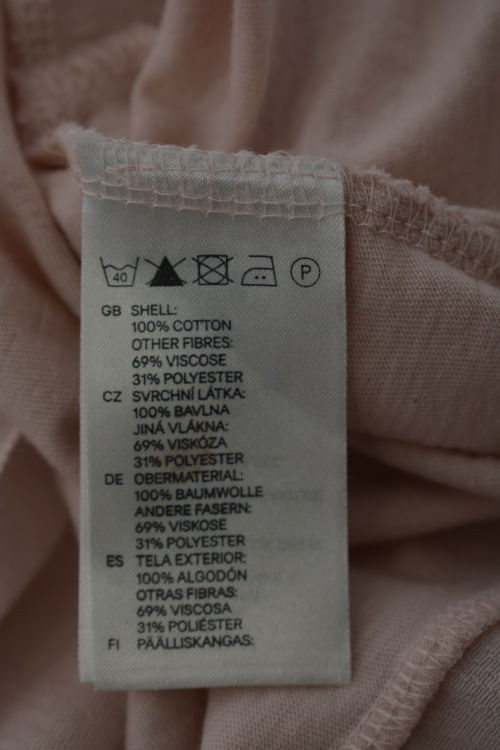 40
P
GB SHELL:
100% COTTON
OTHER FIBRES:
69% VISCOSE
31% POLYESTER
CZ SVRCHNÍ LÁTKA:
100% BAVLNA
JINÁ VLÁKNA:
69% VISKÓZA
31% POLYESTER
DE OBERMATERIAL:
100% BAUMWOLLE
ANDERE FASERN:
69% VISKOSE
31% POLYESTER
ES TELA EXTERIOR:
100% ALGODÓN
OTRAS FIBRAS:
69% VISCOSA
31% POLIÉSTER
FI PÄÄLLISKANGAS: